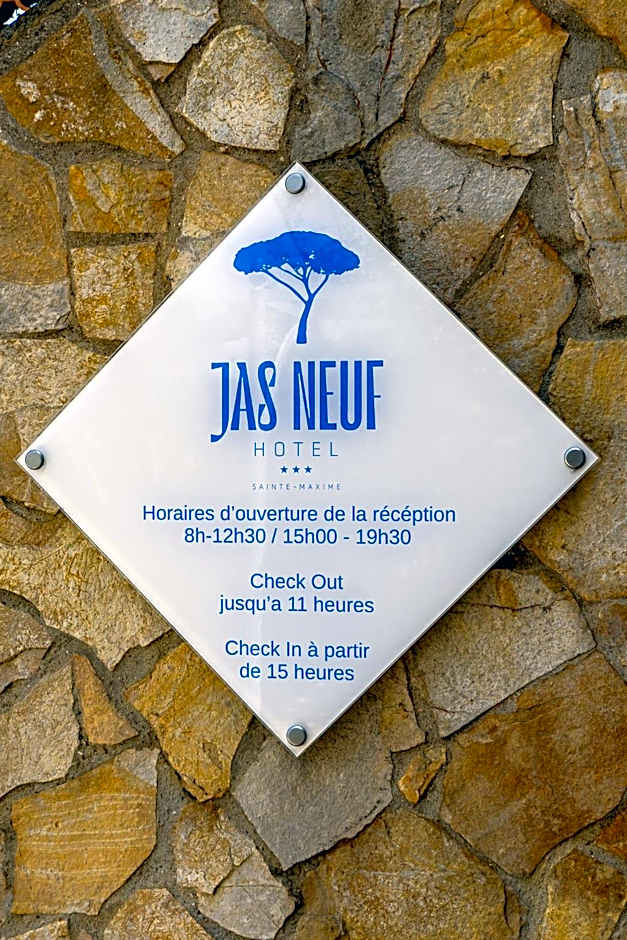 JAS NEUF
HOTEL
★★★
SAINTE-MAXIME
Horaires d'ouverture de la récéption
8h-12h30 / 15h00 - 19h30
Check Out
jusqu'a 11 heures
Check In à partir
de 15 heures